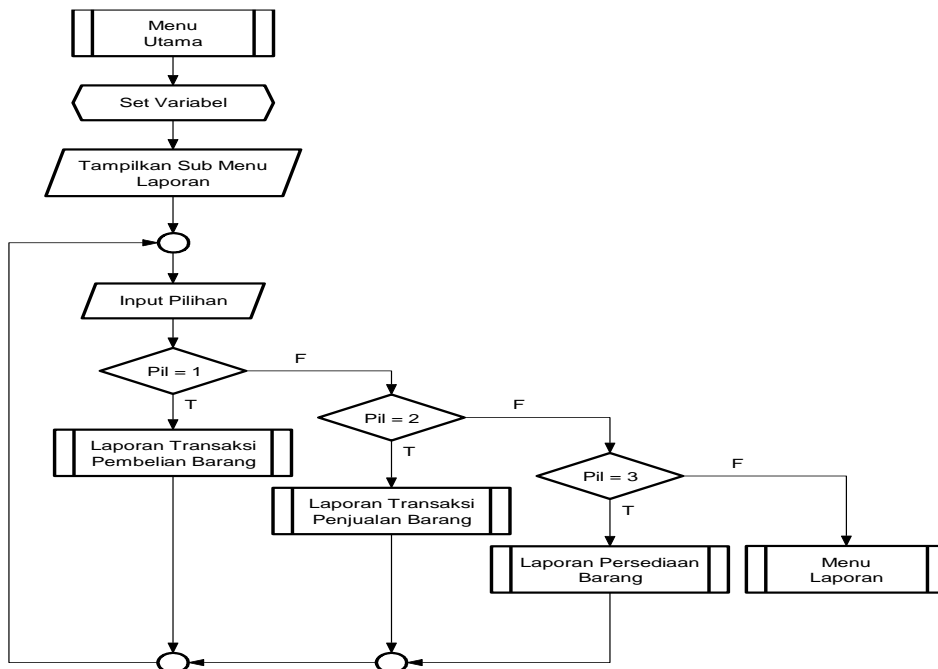 Menu
Utama
Set Variabel
Tampilkan Sub Menu
Laporan
Input Pilihan
Pil = 1
F
T
Pil = 2
F
T
Laporan Transaksi
Pembelian Barang
Pil = 3
F
T
Laporan Transaksi
Penjualan Barang
Laporan Persediaan
Barang
Menu
Laporan